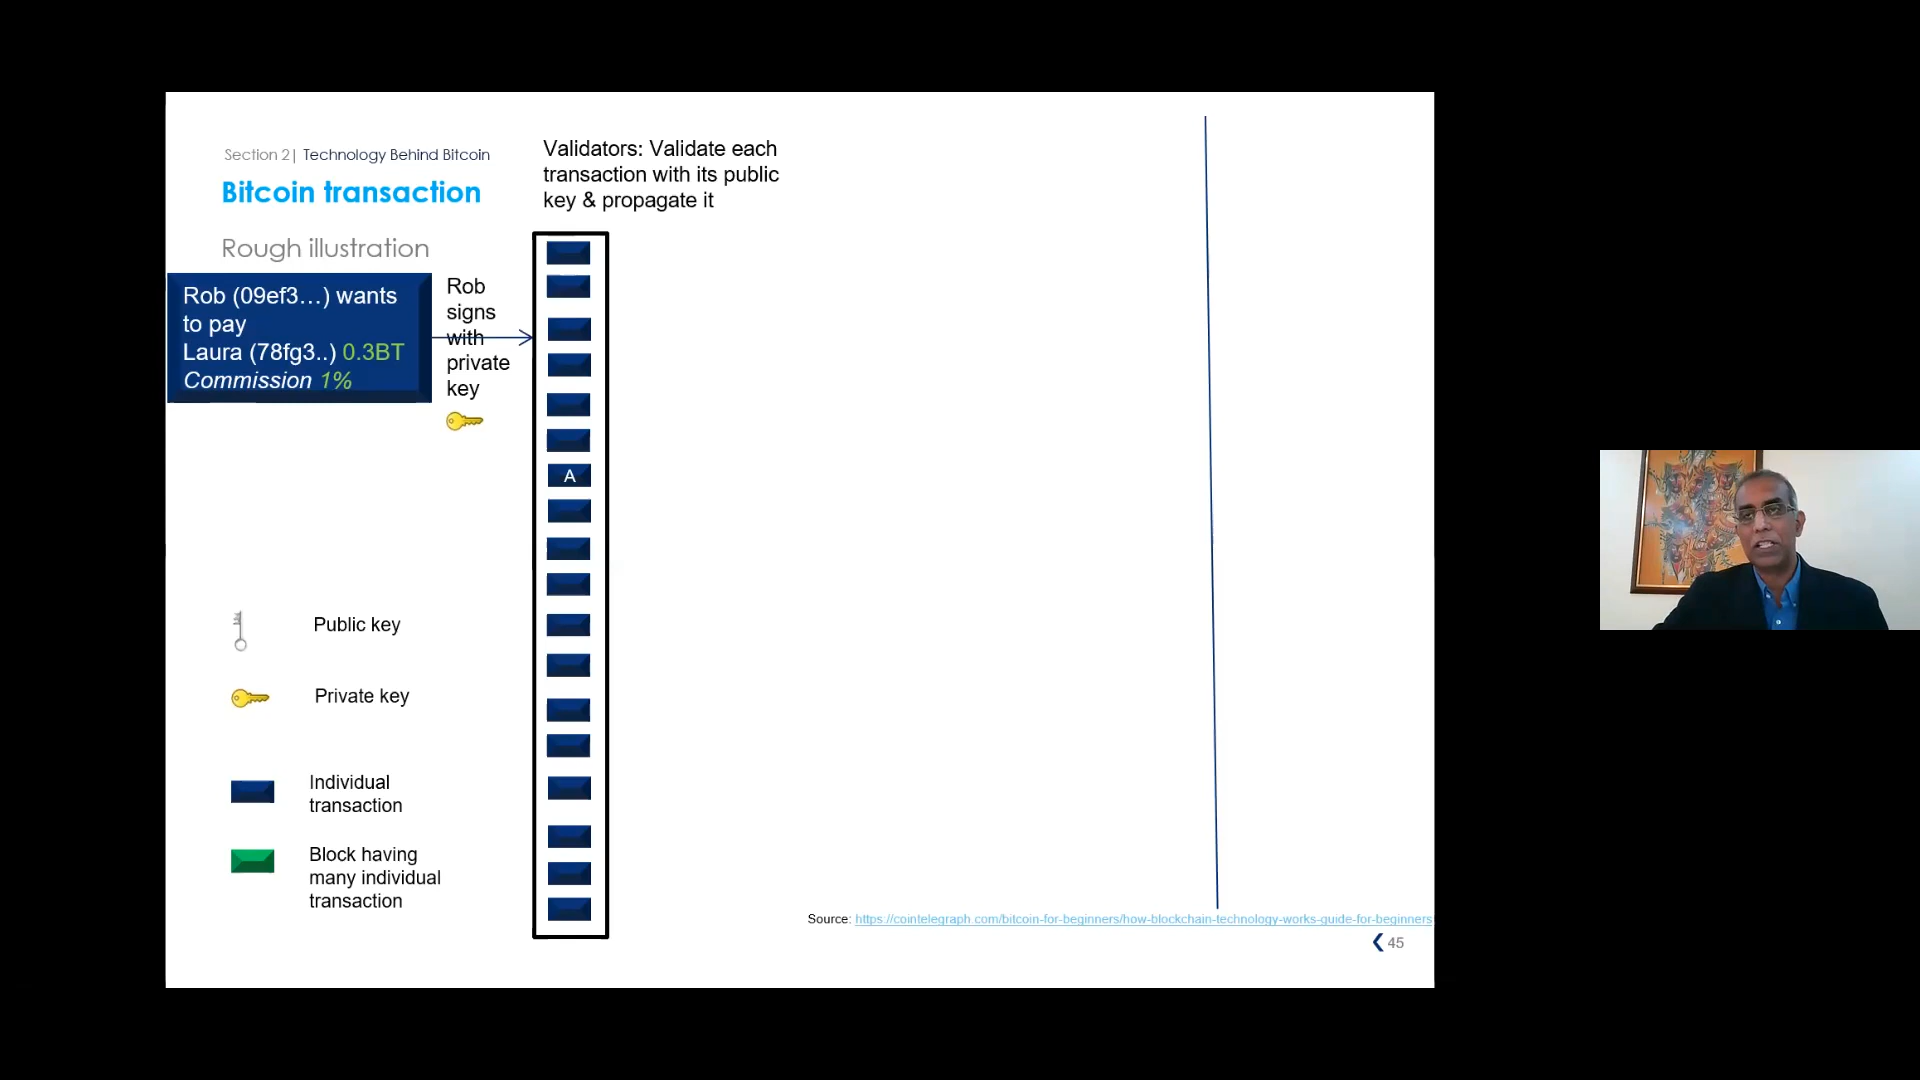 Section 2| Technology Behind Bitcoin
Bitcoin transaction
Rough illustration
Validators: Validate each
transaction with its public
key & propagate it
Rob (09ef3…) wants
to pay
Laura (78fg3..) 0.3BT
Commission 1%
Rob
signs
with
private
key
A
Public key
Private key
Individual
transaction
Block having
many individual
transaction
Source: https://cointelegraph.com/bitcoin-for-beginners/how-blockchain-technology-works-guide-for-beginners
45